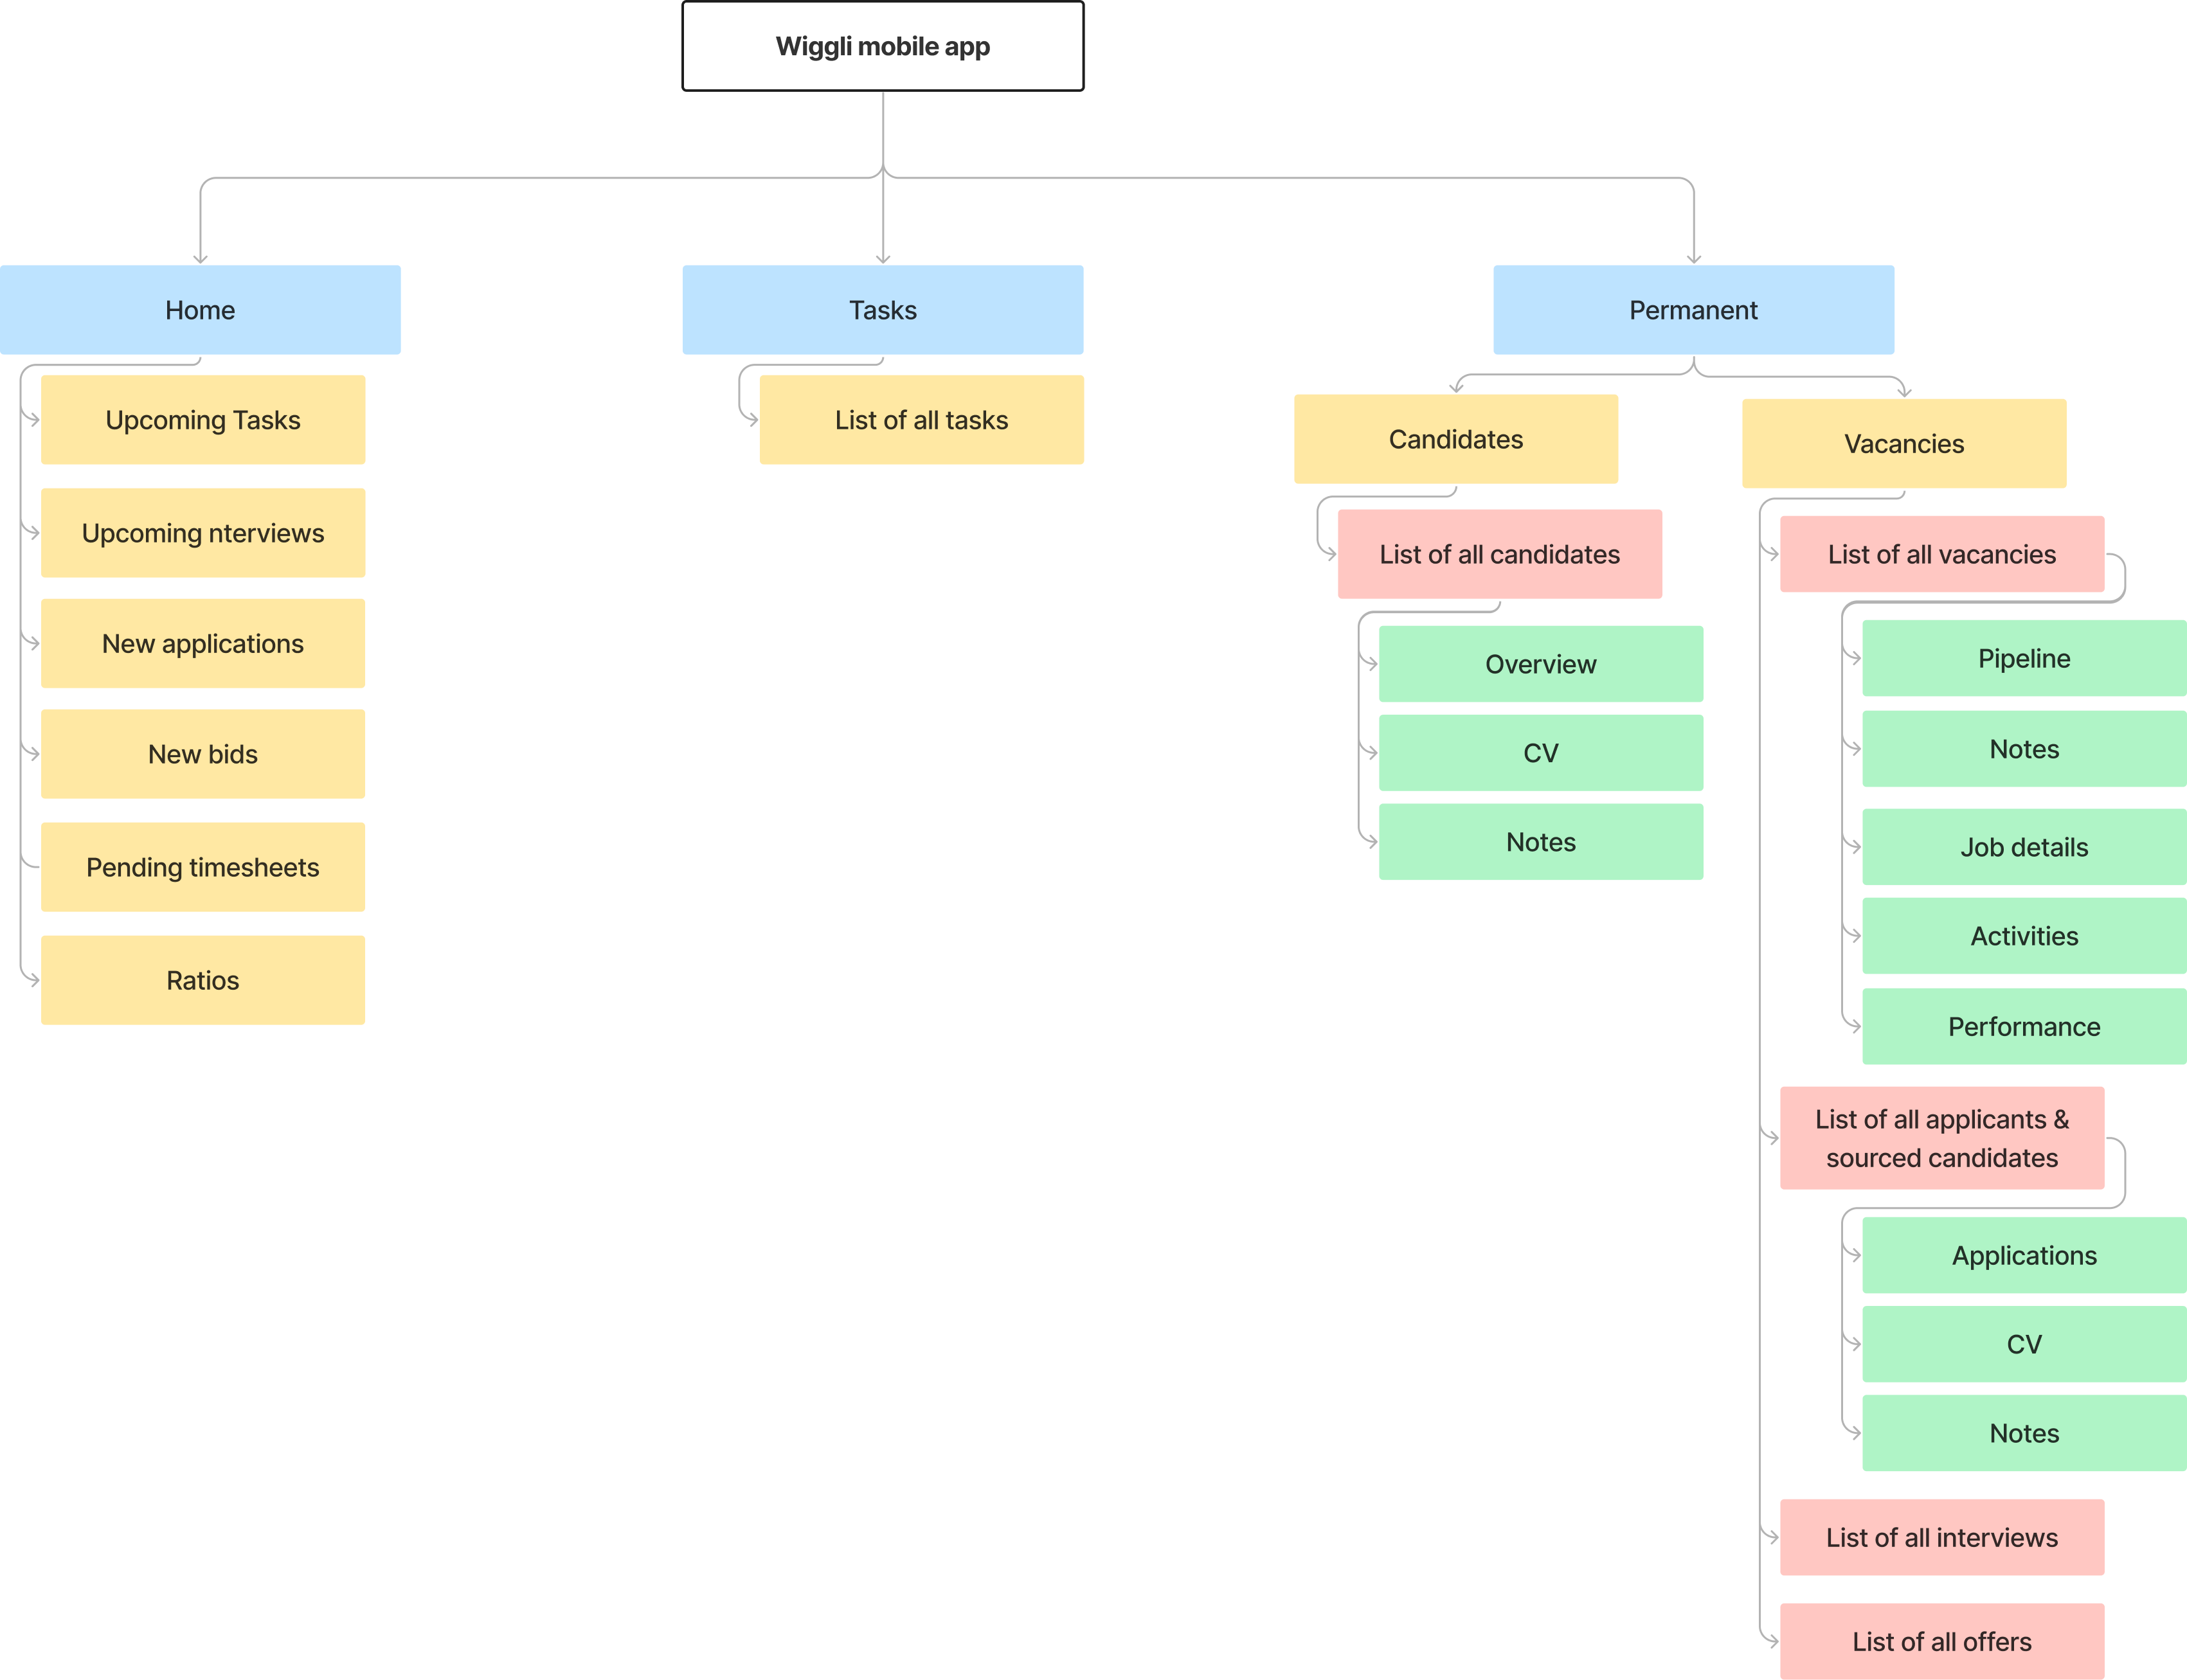 Wiggli mobile app
Home
Upcoming Tasks
Upcoming nterviews
New applications
New bids
Pending timesheets
Ratios
Tasks
List of all tasks
Permanent
Candidates
List of all candidates
Overview
CV
Notes
Vacancies
List of all vacancies
Pipeline
Notes
Job details
Activities
Performance
List of all applicants &
sourced candidates
Applications
CV
Notes
List of all interviews
List of all offers